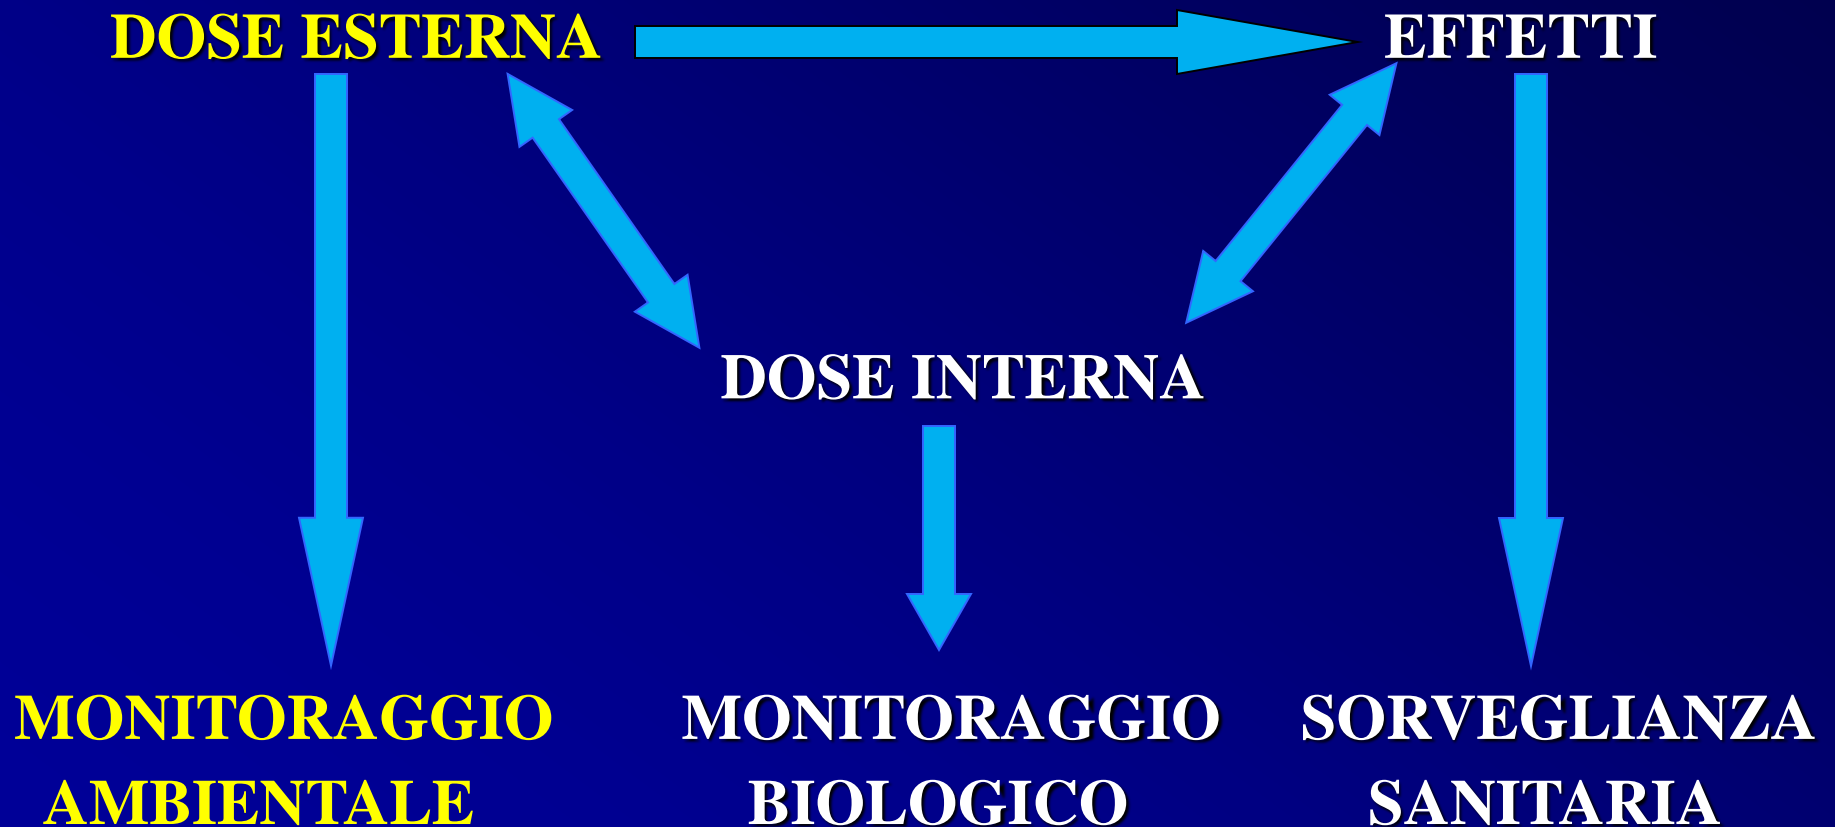 DOSE ESTERNA
EFFETTI
DOSE INTERNA
MONITORAGGIO
AMBIENTALE
MONITORAGGIO
BIOLOGICO
SORVEGLIANZA
SANITARIA